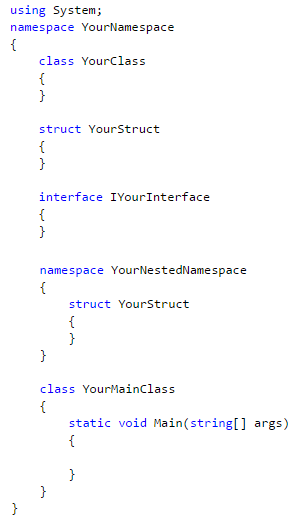 using System;
namespace YourNamespace
{
    class YourClass
    {
    }

    struct YourStruct
    {
    }

    interface IYourInterface
    {
    }

    namespace YourNestedNamespace
    {
        struct YourStruct
        {
        }
    }

    class YourMainClass
    {
        static void Main(string[] args)
        {

        }
    }
}